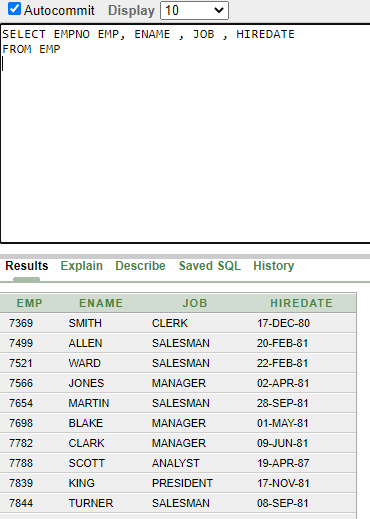 Autocommit Display 10
SELECT EMPNO EMP, ENAME , JOB , HIREDATE
FROM EMP
Results Explain Describe Saved SQL History
EMP ENAME JOB HIREDATE
7369 SMITH CLERK 17-DEC-80
7499 ALLEN SALESMAN 20-FEB-81
7521 WARD SALESMAN 22-FEB-81
7566 JONES MANAGER 02-APR-81
7654 MARTIN SALESMAN 28-SEP-81
7698 BLAKE MANAGER 01-MAY-81
7782 CLARK MANAGER 09-JUN-81
7788 SCOTT ANALYST 19-APR-87
7839 KING PRESIDENT 17-NOV-81
7844 TURNER SALESMAN 08-SEP-81